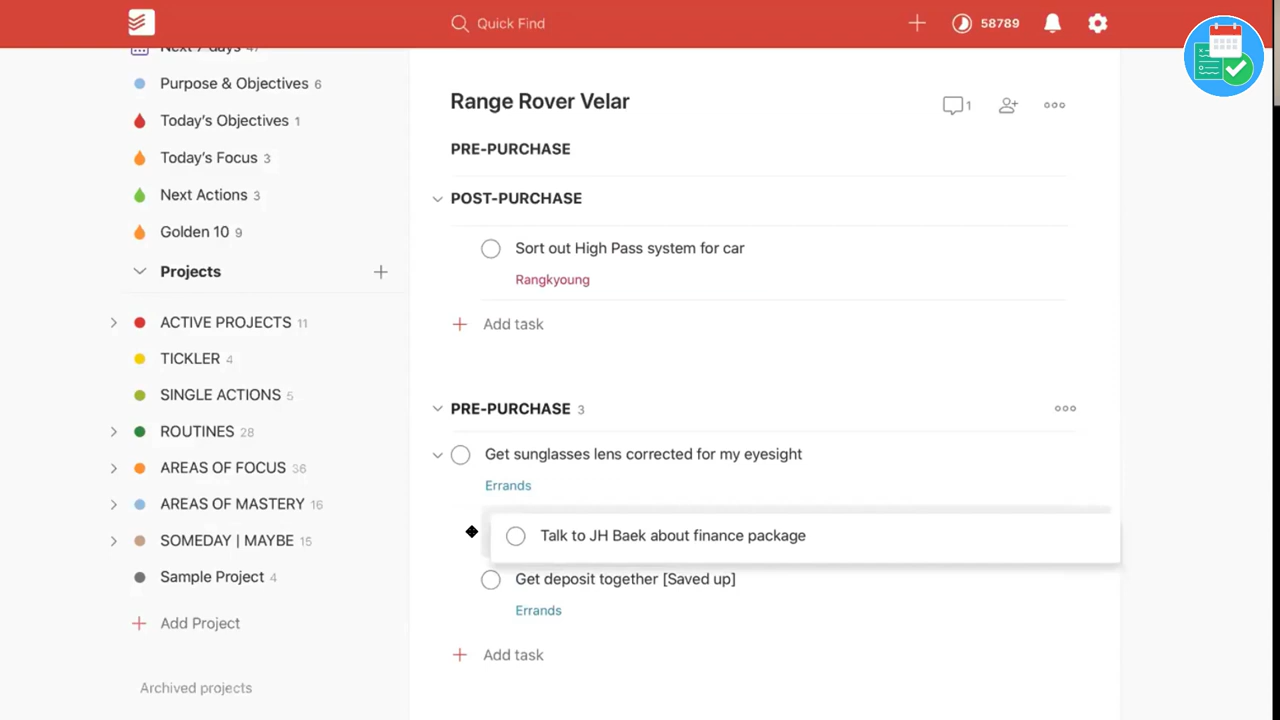 Quick Find
58789
Next 7 days 47
Purpose & Objectives 6
Today's Objectives 1
Today's Focus 3
Next Actions 3
Golden 10 9
Projects
ACTIVE PROJECTS 11
TICKLER 4
SINGLE ACTIONS 5
ROUTINES 28
AREAS OF FOCUS 36
AREAS OF MASTERY 16
SOMEDAY | MAYBE 15
Sample Project 4
Add Project
Archived projects
Range Rover Velar
1
PRE-PURCHASE
POST-PURCHASE
Sort out High Pass system for car
Rangkyoung
Add task
PRE-PURCHASE 3
Get sunglasses lens corrected for my eyesight
Errands
Talk to JH Baek about finance package
Get deposit together [Saved up]
Errands
Add task